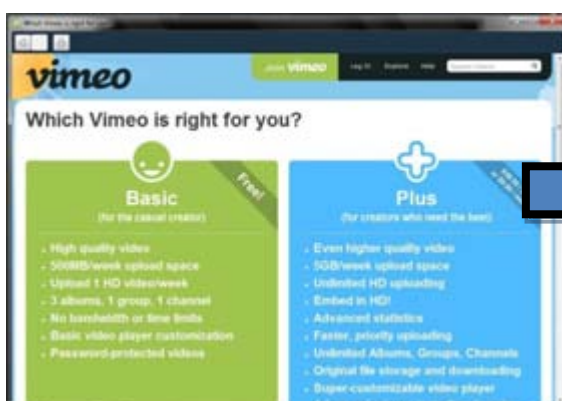 vimeo
JOIN vimeo Log In Explore Help
Which Vimeo is right for you?
Free!
Basic
(for the casual creator)
- High quality video
- 500MB/week upload space
- Upload 1 HD video/week
- 3 albums, 1 group, 1 channel
- No bandwidth or time limits
- Basic video player customization
- Password-protected videos
Plus
(for creators who need the best)
- Even higher quality video
- 5GB/week upload space
- Unlimited HD uploading
- Embed in HD!
- Advanced statistics
- Faster, priority uploading
- Unlimited Albums, Groups, Channels
- Original file storage and downloading
- Super-customizable video player